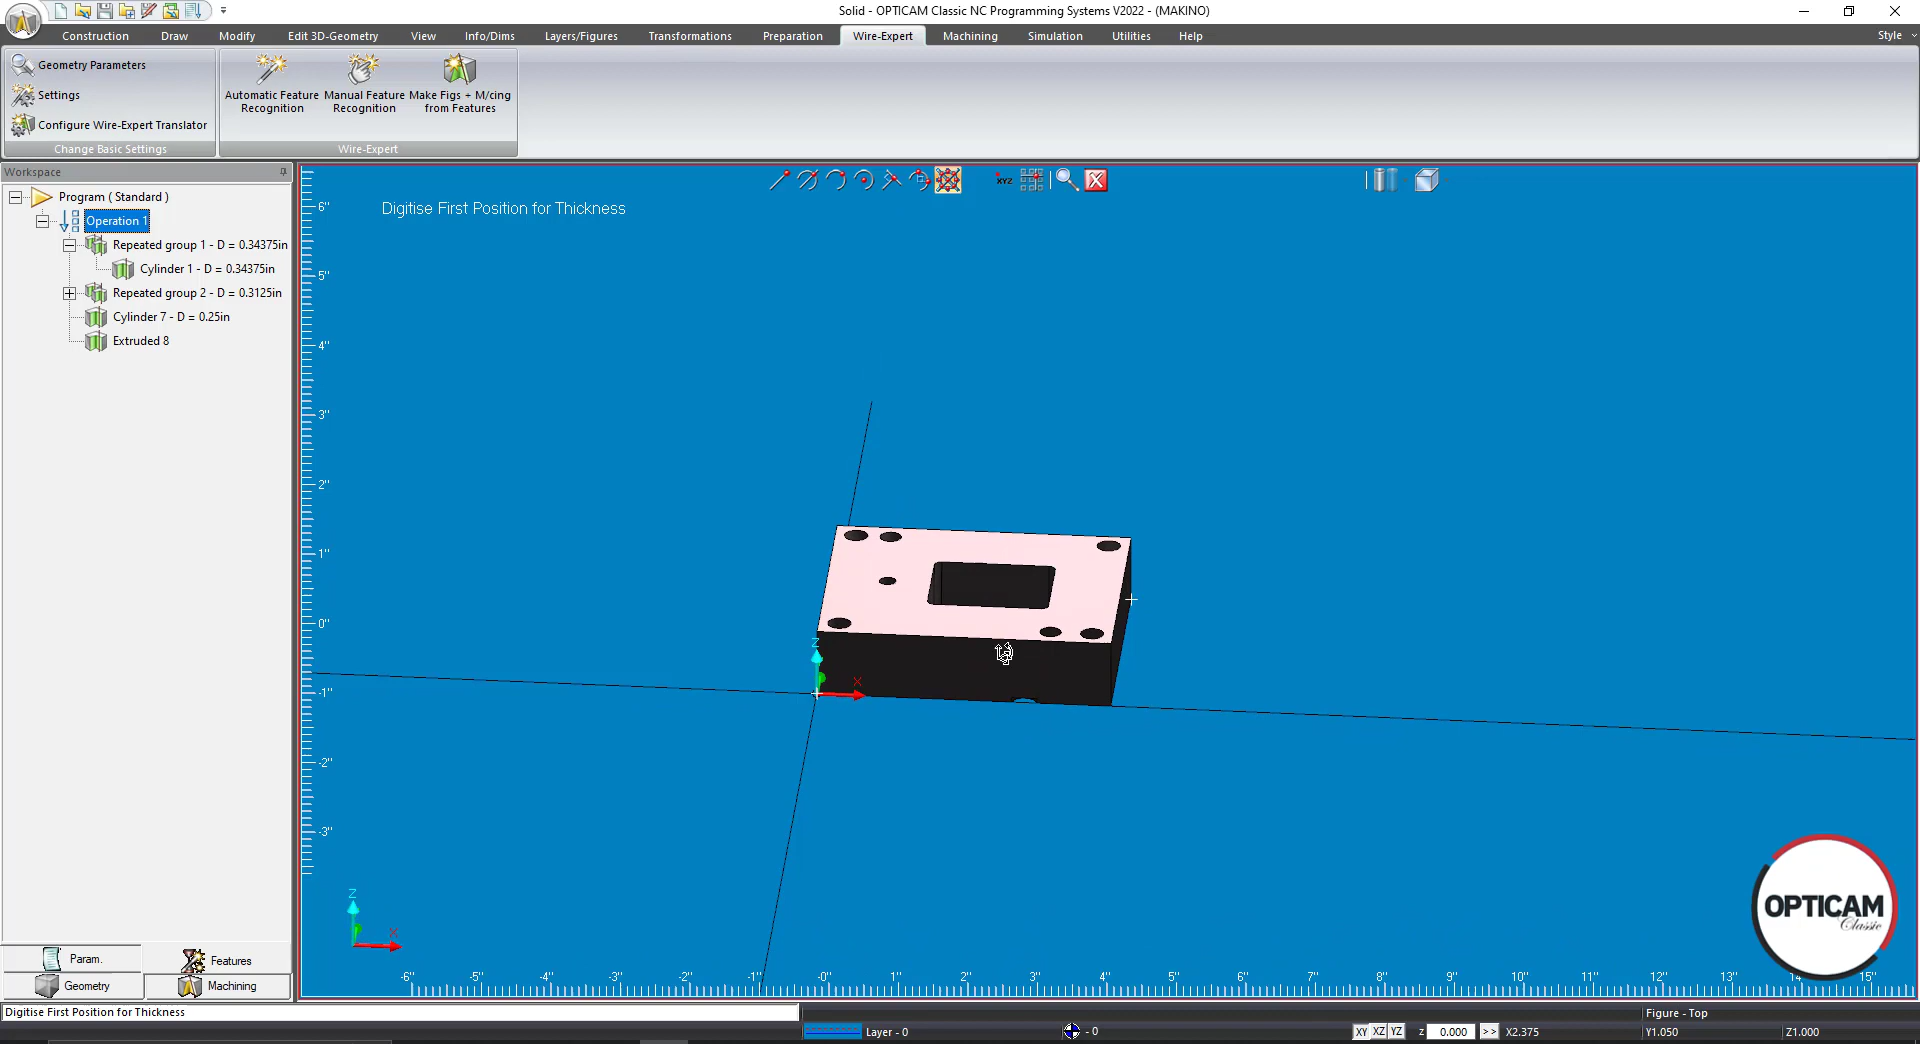 Solid - OPTICAM Classic NC Programming Systems V2022 - (MAKINO)
Construction Draw Modify Edit 3D-Geometry View Info/Dims Layers/Figures Transformations Preparation Wire-Expert Machining Simulation Utilities Help Style
Geometry Parameters
Settings
Configure Wire-Expert Translator
Change Basic Settings
Automatic Feature Recognition
Manual Feature Recognition
Make Figs + M/cing from Features
Wire-Expert
Workspace
Program ( Standard )
Operation 1
Repeated group 1 - D = 0.34375in
Cylinder 1 - D = 0.34375in
Repeated group 2 - D = 0.3125in
Cylinder 7 - D = 0.25in
Extruded 8
XYZ
Digitise First Position for Thickness
6"
5"
4"
3"
2"
1"
0"
-1"
-2"
-3"
Z
X
Z
X
-6" -5" -4" -3" -2" -1" -0" 1" 2" 3" 4" 5" 6" 7" 8" 9" 10" 11" 12" 13" 14" 15"
OPTICAM
Classic
Param.
Features
Geometry
Machining
Digitise First Position for Thickness
Figure - Top
Layer - 0
- 0
XY XZ YZ z 0.000 >> X2.375 Y1.050 Z1.000